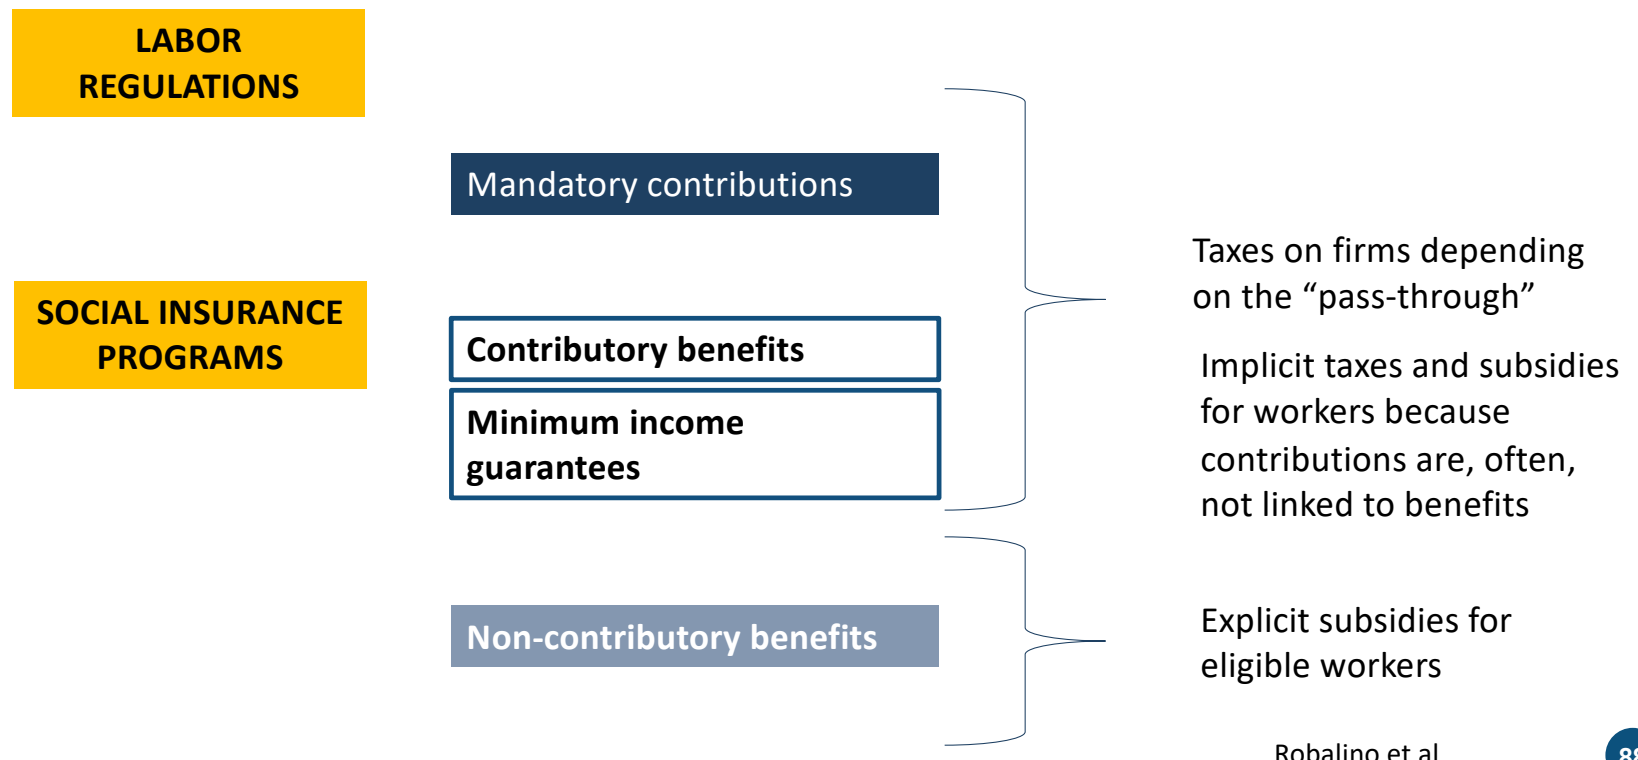 LABOR
REGULATIONS
Mandatory contributions
SOCIAL INSURANCE
PROGRAMS
Contributory benefits
Minimum income
guarantees
Non-contributory benefits
Taxes on firms depending
on the “pass-through”
Implicit taxes and subsidies
for workers because
contributions are, often,
not linked to benefits
Explicit subsidies for
eligible workers
Robalino et al